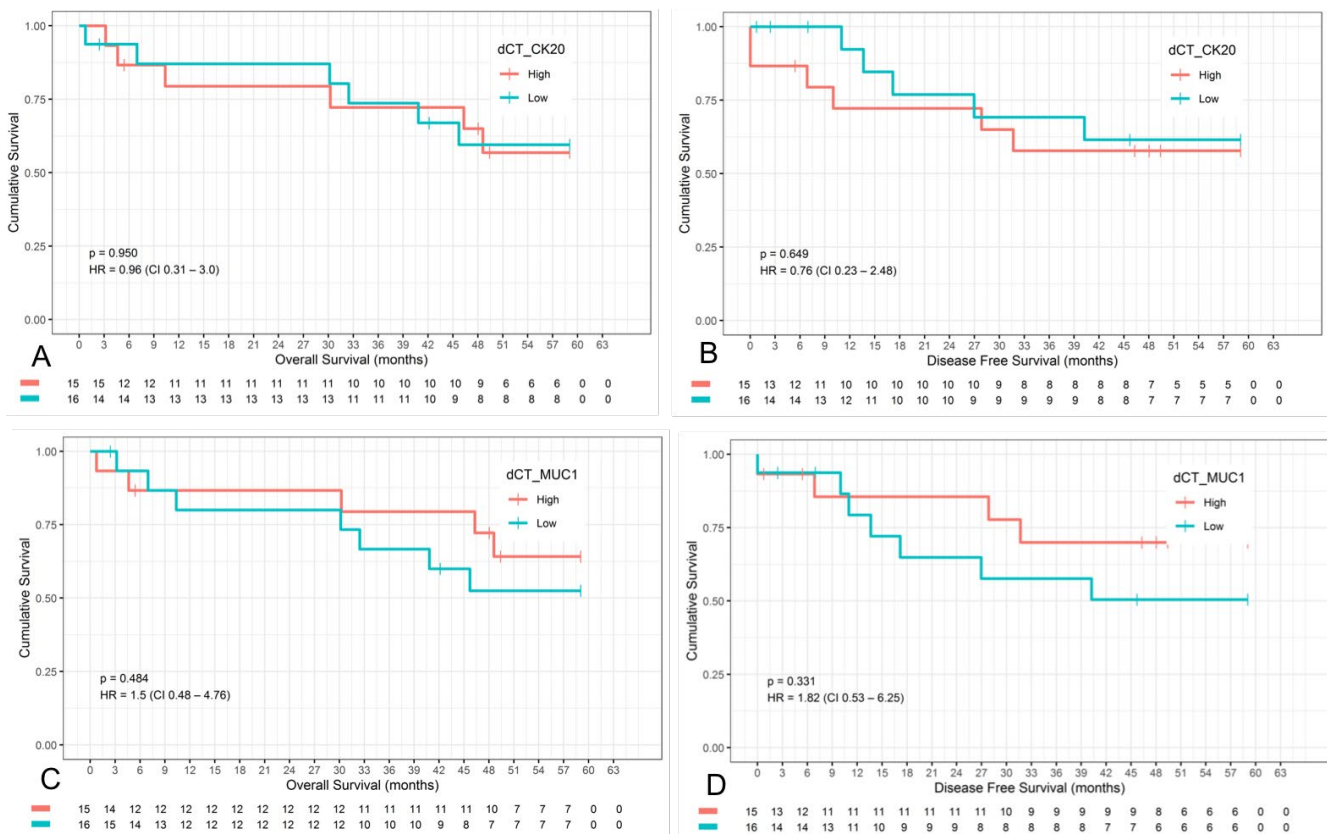 1.00
0.75
0.50
0.25
0.00
Cumulative Survival
dCT_CK20
High
Low
p = 0.950
HR = 0.96 (CI 0.31 – 3.0)
0 3 6 9 12 15 18 21 24 27 30 33 36 39 42 45 48 51 54 57 60 63
Overall Survival (months)
A
15 15 12 12 11 11 11 11 11 11 11 10 10 10 10 10 9 6 6 6 0 0
16 14 14 13 13 13 13 13 13 13 13 11 11 11 10 9 8 8 8 8 0 0
1.00
0.75
0.50
0.25
0.00
Cumulative Survival
dCT_CK20
High
Low
p = 0.649
HR = 0.76 (CI 0.23 – 2.48)
0 3 6 9 12 15 18 21 24 27 30 33 36 39 42 45 48 51 54 57 60 63
Disease Free Survival (months)
B
15 13 12 11 10 10 10 10 10 10 9 8 8 8 8 8 7 5 5 5 0 0
16 14 14 13 12 11 10 10 10 9 9 9 9 9 8 8 7 7 7 7 0 0
1.00
0.75
0.50
0.25
0.00
Cumulative Survival
dCT_MUC1
High
Low
p = 0.484
HR = 1.5 (CI 0.48 – 4.76)
0 3 6 9 12 15 18 21 24 27 30 33 36 39 42 45 48 51 54 57 60 63
Overall Survival (months)
C
15 14 12 12 12 12 12 12 12 12 12 11 11 11 11 11 10 7 7 7 0 0
16 15 14 13 12 12 12 12 12 12 12 10 10 10 9 8 7 7 7 7 0 0
1.00
0.75
0.50
0.25
0.00
Cumulative Survival
dCT_MUC1
High
Low
p = 0.331
HR = 1.82 (CI 0.53 – 6.25)
0 3 6 9 12 15 18 21 24 27 30 33 36 39 42 45 48 51 54 57 60 63
Disease Free Survival (months)
D
15 13 12 11 11 11 11 11 11 11 10 9 9 9 9 9 8 6 6 6 0 0
16 14 14 13 11 10 9 9 9 8 8 8 8 8 7 7 6 6 6 6 0 0